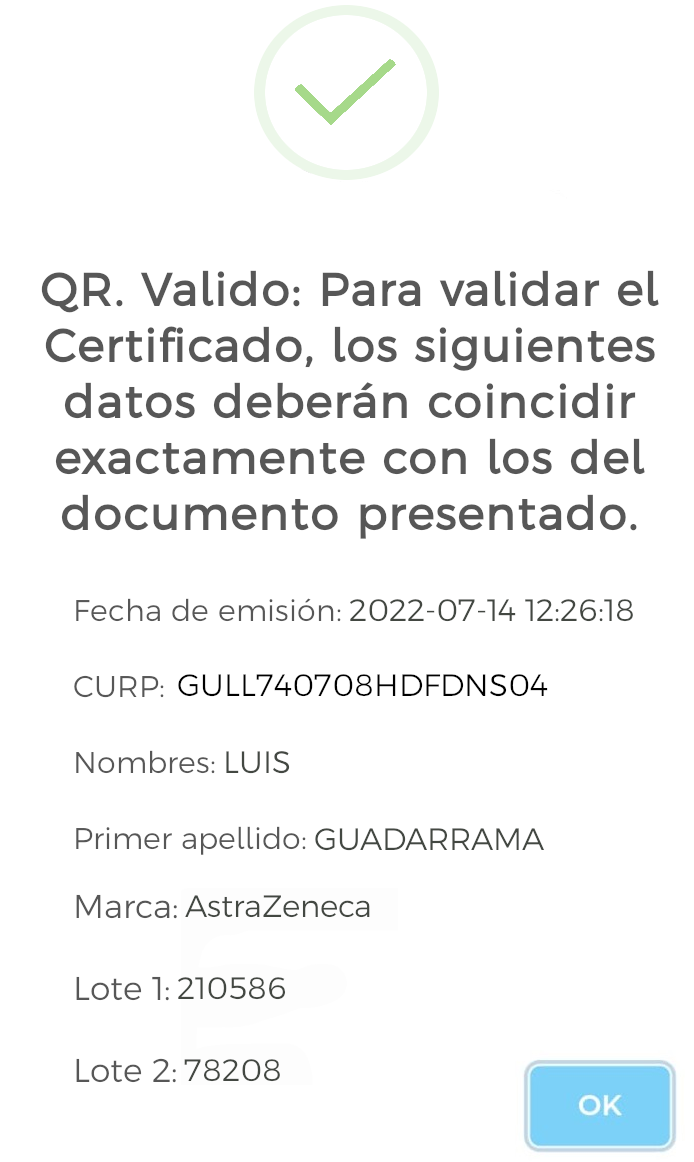 QR. Valido: Para validar el
Certificado, los siguientes
datos deberán coincidir
exactamente con los del
documento presentado.
Fecha de emisión: 2022-07-14 12:26:18
CURP: GULL740708HDFDNS04
Nombres: LUIS
Primer apellido: GUADARRAMA
Marca: AstraZeneca
Lote 1: 210586
Lote 2: 78208
OK